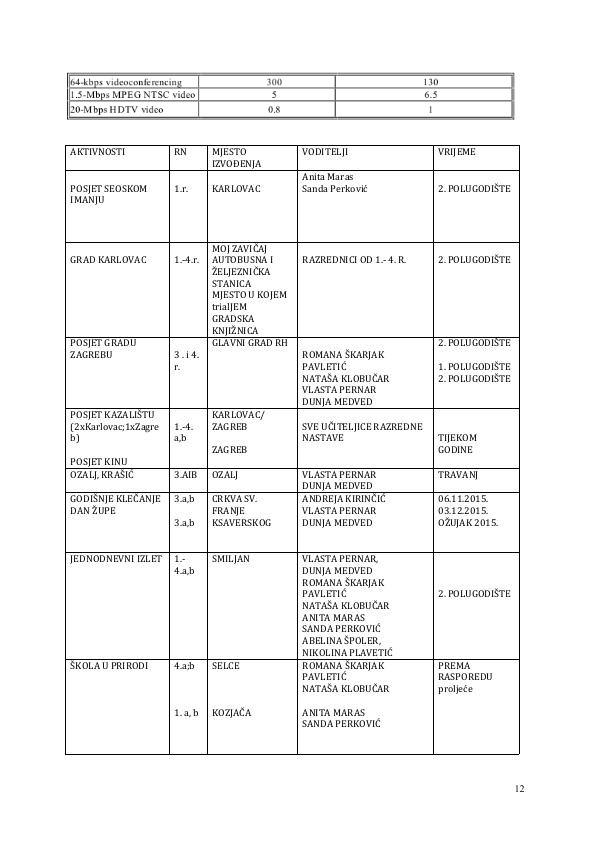 64-kbps videoconferencing 300 130
1.5-Mbps MPEG NTSC video 5 6.5
20-Mbps HDTV video 0.8 1
AKTIVNOSTI RN MJESTO VODITELJI VRIJEME
IZVOĐENJA
Anita Maras
POSJET SEOSKOM 1.r. KARLOVAC Sanda Perković 2. POLUGODIŠTE
IMANJU
MOJ ZAVIČAJ
GRAD KARLOVAC 1.-4.r. AUTOBUSNA I RAZREDNICI OD 1.- 4. R. 2. POLUGODIŠTE
ŽELJEZNIČKA
STANICA
MJESTO U KOJEM
trialJEM
GRADSKA
KNJIŽNICA
POSJET GRADU GLAVNI GRAD RH 2. POLUGODIŠTE
ZAGREBU 3 . i 4. ROMANA ŠKARJAK
r. PAVLETIĆ 1. POLUGODIŠTE
NATAŠA KLOBUČAR 2. POLUGODIŠTE
VLASTA PERNAR
DUNJA MEDVED
POSJET KAZALIŠTU KARLOVAC/
(2xKarlovac;1xZagre 1.-4. ZAGREB SVE UČITELJICE RAZREDNE
b) a,b NASTAVE TIJEKOM
ZAGREB GODINE
POSJET KINU
OZALJ, KRAŠIĆ 3.AIB OZALJ VLASTA PERNAR TRAVANJ
DUNJA MEDVED
GODIŠNJE KLEČANJE 3.a,b CRKVA SV. ANDREJA KIRINČIĆ 06.11.2015.
DAN ŽUPE FRANJE VLASTA PERNAR 03.12.2015.
3.a,b KSAVERSKOG DUNJA MEDVED OŽUJAK 2015.
JEDNODNEVNI IZLET 1.- SMILJAN VLASTA PERNAR,
4.a,b DUNJA MEDVED
ROMANA ŠKARJAK
PAVLETIĆ 2. POLUGODIŠTE
NATAŠA KLOBUČAR
ANITA MARAS
SANDA PERKOVIĆ
ABELINA ŠPOLER,
NIKOLINA PLAVETIĆ
ŠKOLA U PRIRODI 4.a;b SELCE ROMANA ŠKARJAK PREMA
PAVLETIĆ RASPOREDU
NATAŠA KLOBUČAR proljeće
1. a, b KOZJAČA ANITA MARAS
SANDA PERKOVIĆ
12